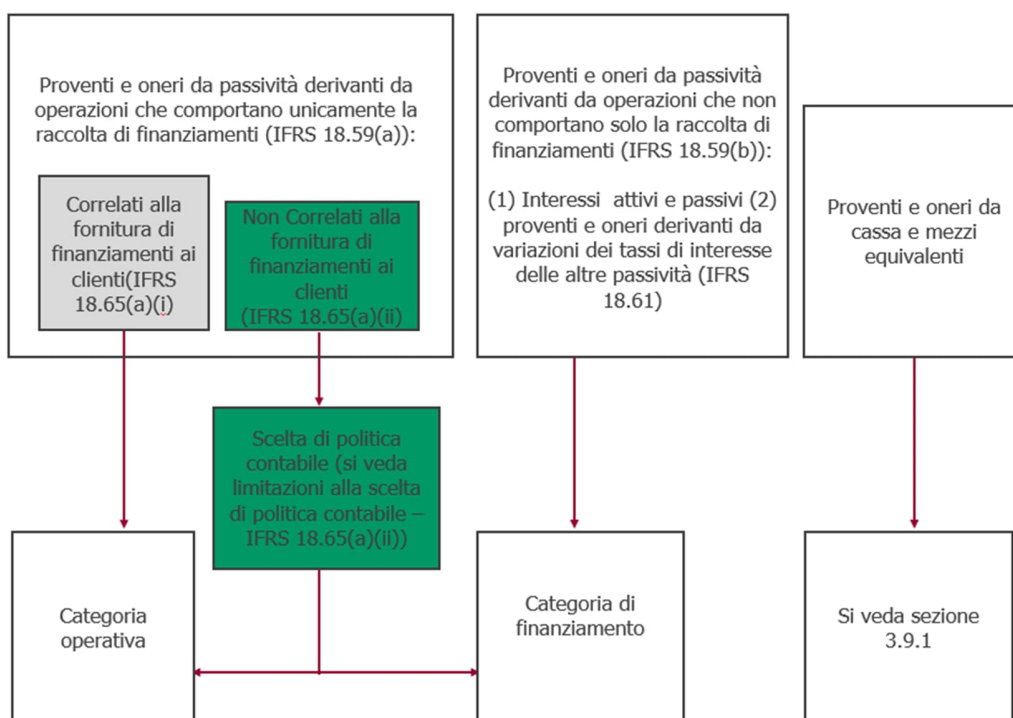 Proventi e oneri da passività derivanti da
operazioni che comportano unicamente la
raccolta di finanziamenti (IFRS 18.59(a)):
Correlati alla
fornitura di
finanziamenti ai
clienti(IFRS
18.65(a)(i)
Non Correlati alla
fornitura di
finanziamenti ai
clienti
(IFRS 18.65(a)(ii)
Proventi e oneri da passività
derivanti da operazioni che non
comportano solo la raccolta di
finanziamenti (IFRS 18.59(b)):
(1) Interessi attivi e passivi (2)
proventi e oneri derivanti da
variazioni dei tassi di interesse
delle altre passività (IFRS
18.61)
Proventi e oneri da
cassa e mezzi
equivalenti
Scelta di politica
contabile (si veda
limitazioni alla scelta
di politica contabile –
IFRS 18.65(a)(ii))
Categoria
operativa
Categoria di
finanziamento
Si veda sezione
3.9.1